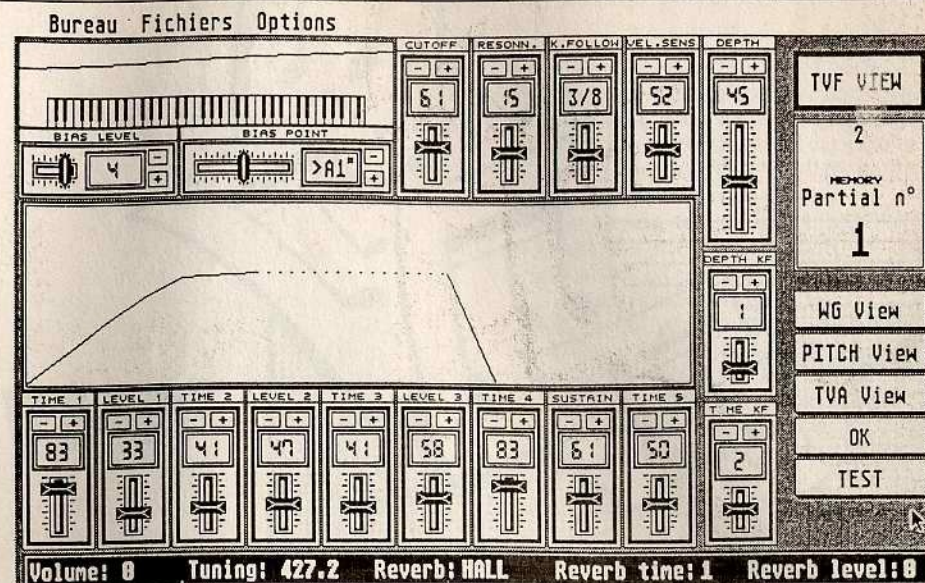 Bureau Fichiers Options
CUTOFF RESONN. K.FOLLOW VEL.SENS DEPTH
- + - + - + - + - +
61 15 3/8 52 45
BIAS LEVEL BIAS POINT
4 - + >A1" - +
TVF VIEW
2
MEMORY
Partial n°
1
DEPTH KF
- +
1
WG View
PITCH View
TVA View
OK
TEST
TIME 1 LEVEL 1 TIME 2 LEVEL 2 TIME 3 LEVEL 3 TIME 4 SUSTAIN TIME 5 TIME KF
- + - + - + - + - + - + - + - + - + - +
83 33 41 47 41 58 83 61 50 2
Volume: 0 Tuning: 427.2 Reverb: HALL Reverb time: 1 Reverb level: 0